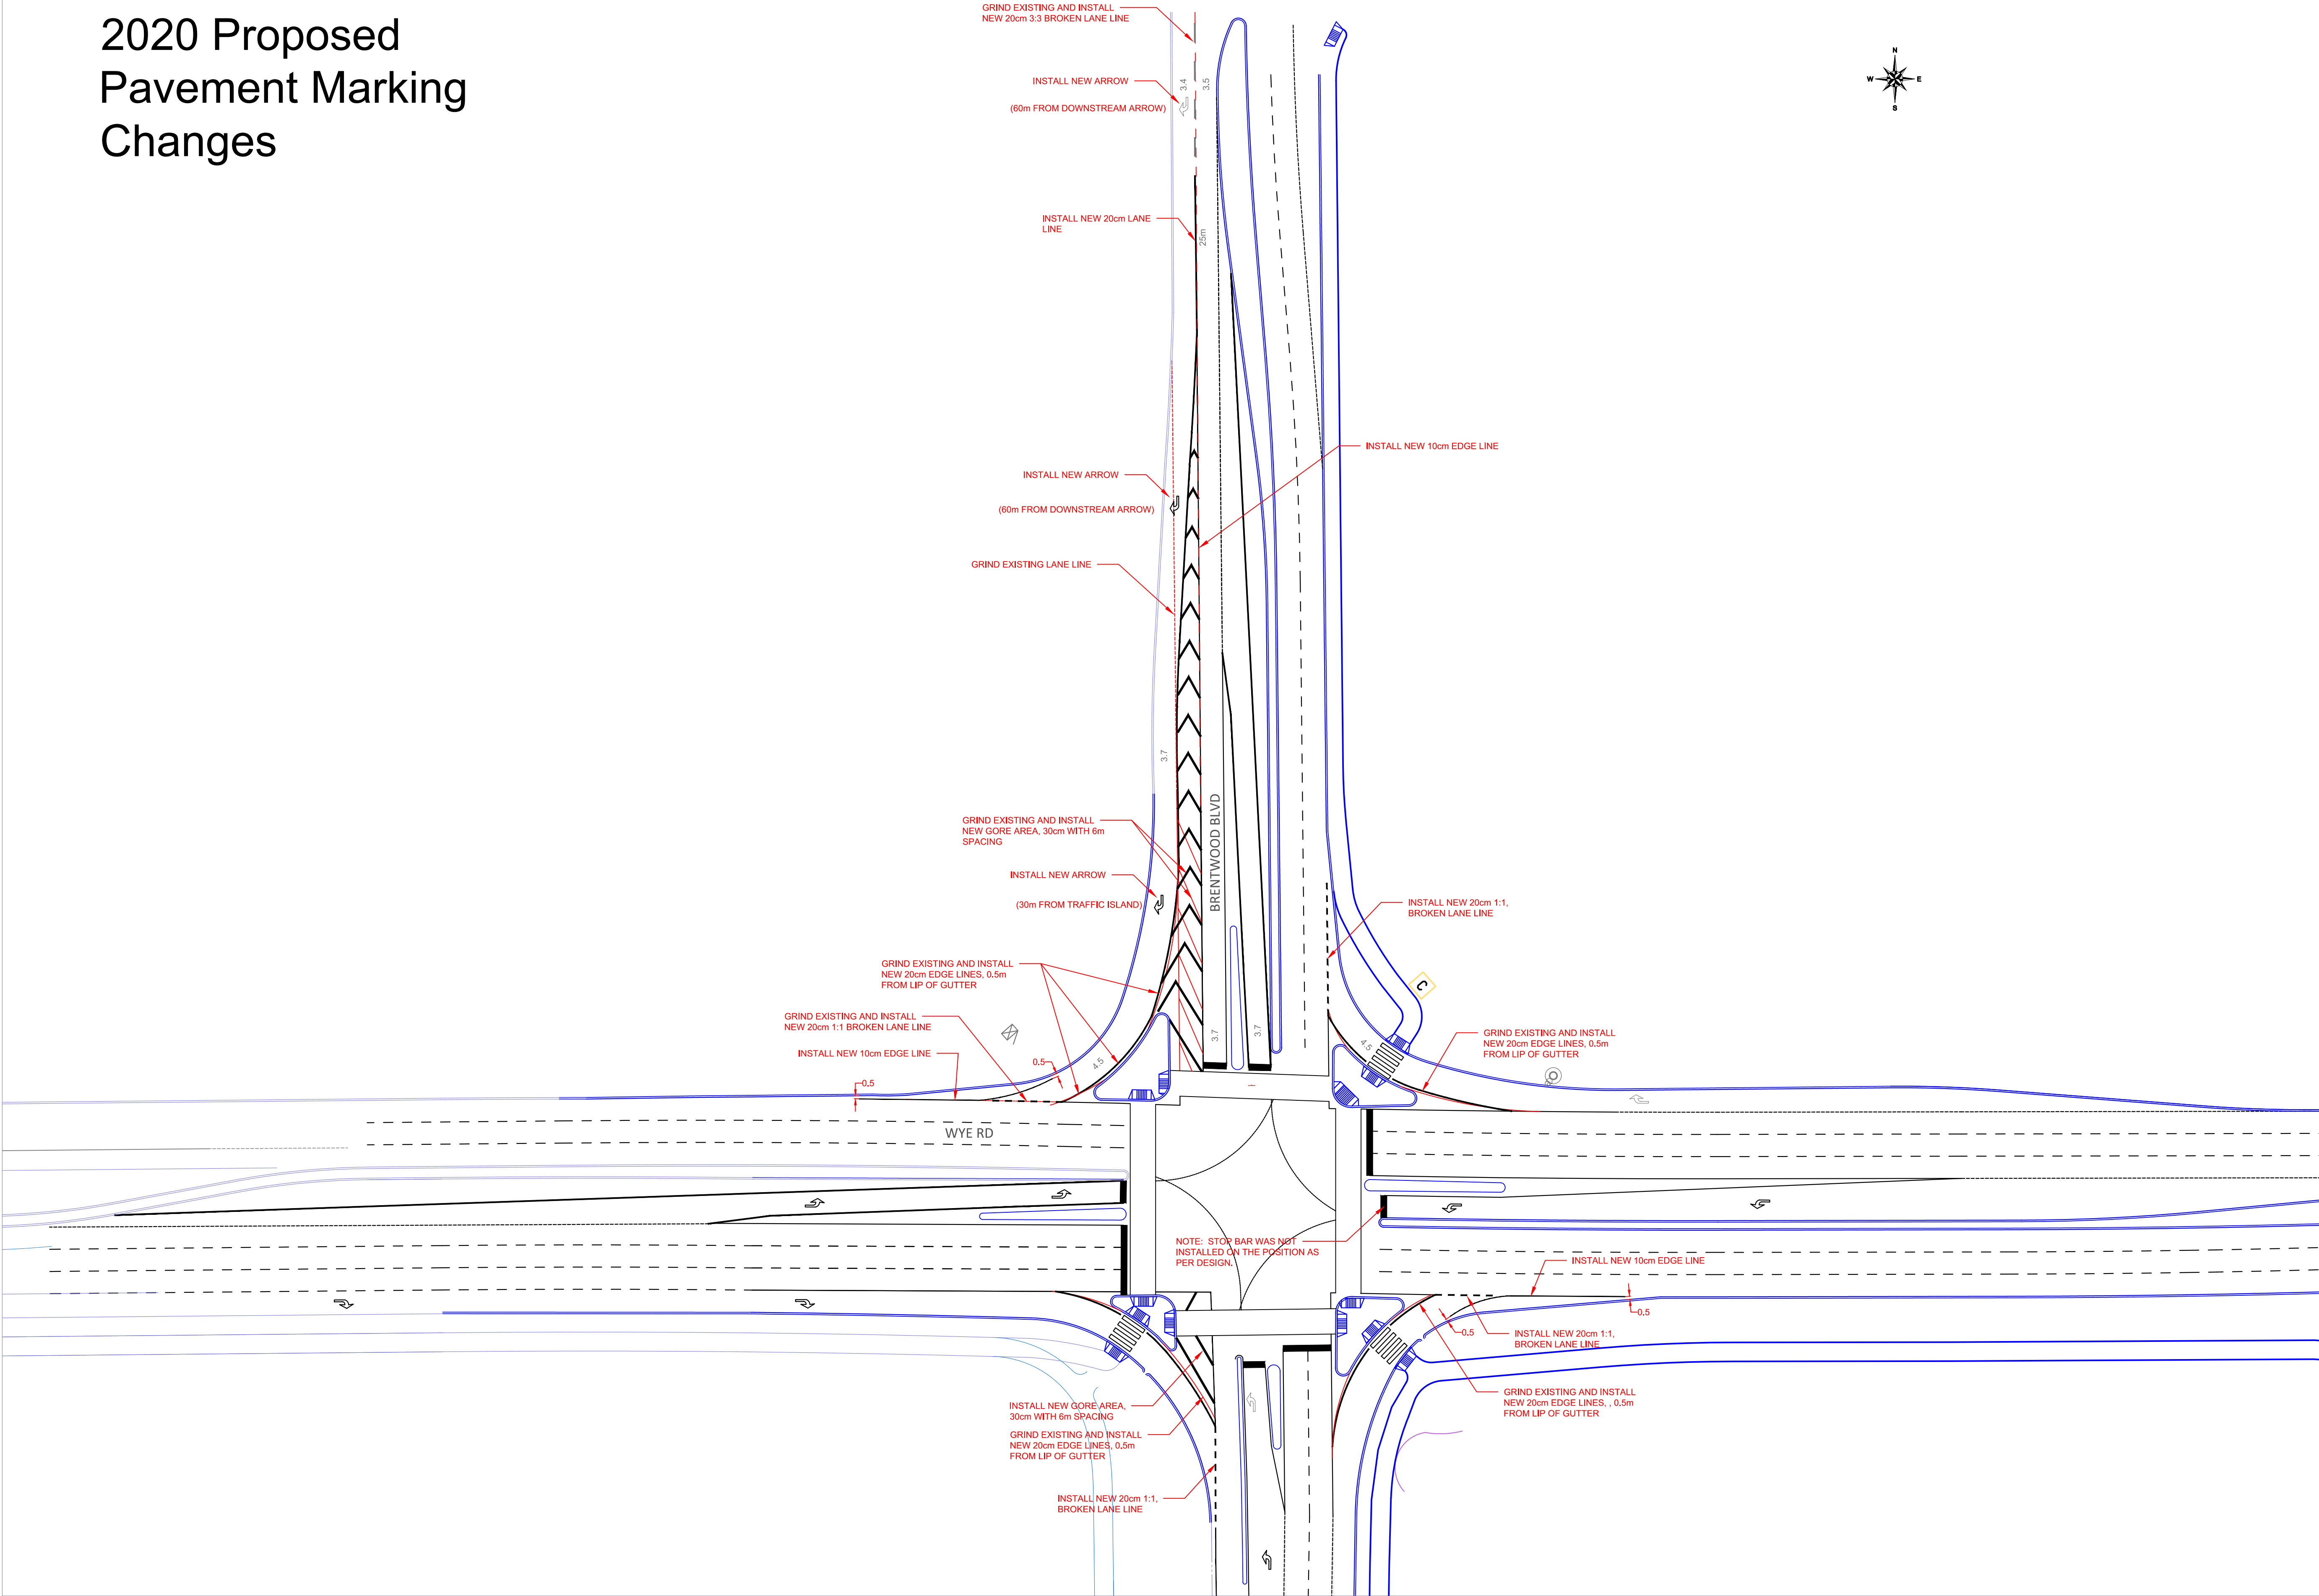 2020 Proposed
Pavement Marking
Changes
GRIND EXISTING AND INSTALL
NEW 20cm 3:3 BROKEN LANE LINE
N
W
E
S
INSTALL NEW ARROW
(60m FROM DOWNSTREAM ARROW)
3.4
3.5
INSTALL NEW 20cm LANE
LINE
25m
INSTALL NEW 10cm EDGE LINE
INSTALL NEW ARROW
(60m FROM DOWNSTREAM ARROW)
GRIND EXISTING LANE LINE
3.7
GRIND EXISTING AND INSTALL
NEW GORE AREA, 30cm WITH 6m
SPACING
BRENTWOOD BLVD
INSTALL NEW ARROW
(30m FROM TRAFFIC ISLAND)
INSTALL NEW 20cm 1:1,
BROKEN LANE LINE
GRIND EXISTING AND INSTALL
NEW 20cm EDGE LINES, 0.5m
FROM LIP OF GUTTER
C
GRIND EXISTING AND INSTALL
NEW 20cm 1:1 BROKEN LANE LINE
3.7
3.7
GRIND EXISTING AND INSTALL
NEW 20cm EDGE LINES, 0.5m
FROM LIP OF GUTTER
INSTALL NEW 10cm EDGE LINE
0.5
4.5
4.5
0.5
WYE RD
NOTE: STOP BAR WAS NOT
INSTALLED ON THE POSITION AS
PER DESIGN.
INSTALL NEW 10cm EDGE LINE
0.5
0.5
INSTALL NEW 20cm 1:1,
BROKEN LANE LINE
GRIND EXISTING AND INSTALL
NEW 20cm EDGE LINES, , 0.5m
FROM LIP OF GUTTER
INSTALL NEW GORE AREA,
30cm WITH 6m SPACING
GRIND EXISTING AND INSTALL
NEW 20cm EDGE LINES, 0.5m
FROM LIP OF GUTTER
INSTALL NEW 20cm 1:1,
BROKEN LANE LINE